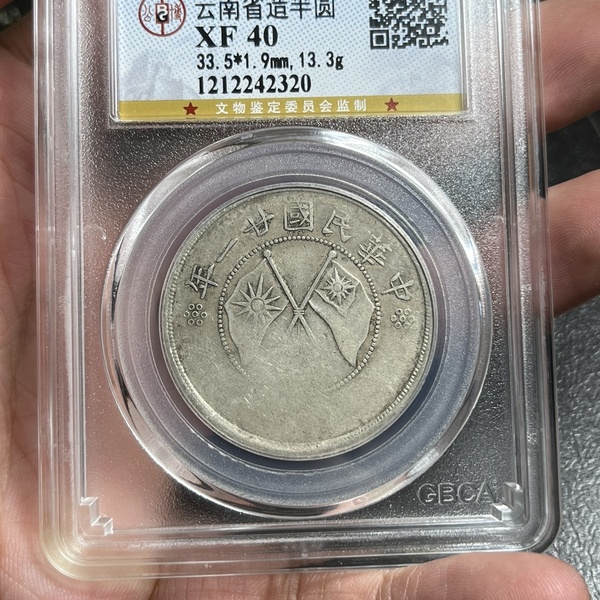 云南省造半圆
XF 40
33.5*1.9mm,13.3g
1212242320
文物鉴定委员会监制
年一廿國民華中
GBCA